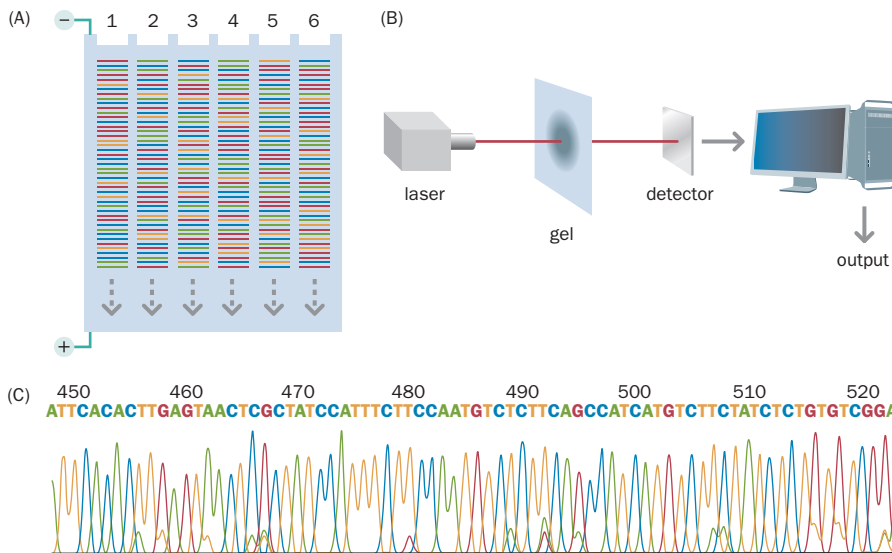 (A)
− 1 2 3 4 5 6
+
(B)
laser
gel
detector
output
(C)
450 460 470 480 490 500 510 520
ATTCACACTTGAGTAACTCGCTATCCATTTCTTCCAATGTCTCTTCAGCCATCATGTCTTCTATCTCTGTGTCGGA